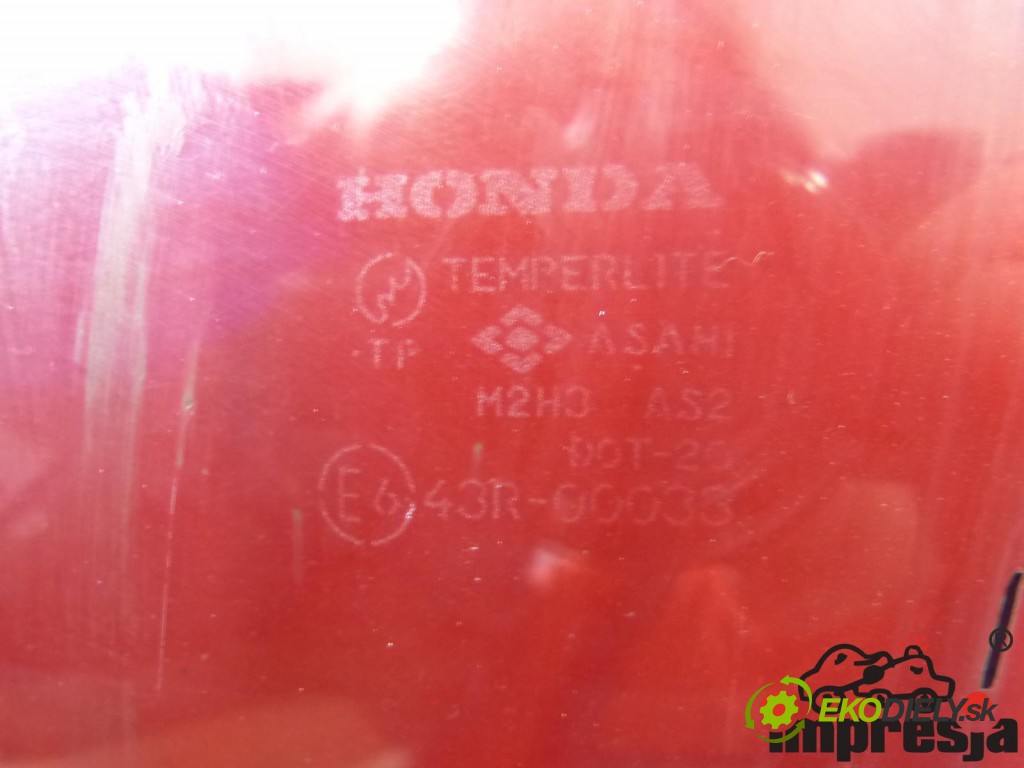 HONDA
TEMPERLITE
TP
ASAHI
M2H3 AS2
DOT-20
E6 43R-00033
®
EKODIELY.sk
impresja